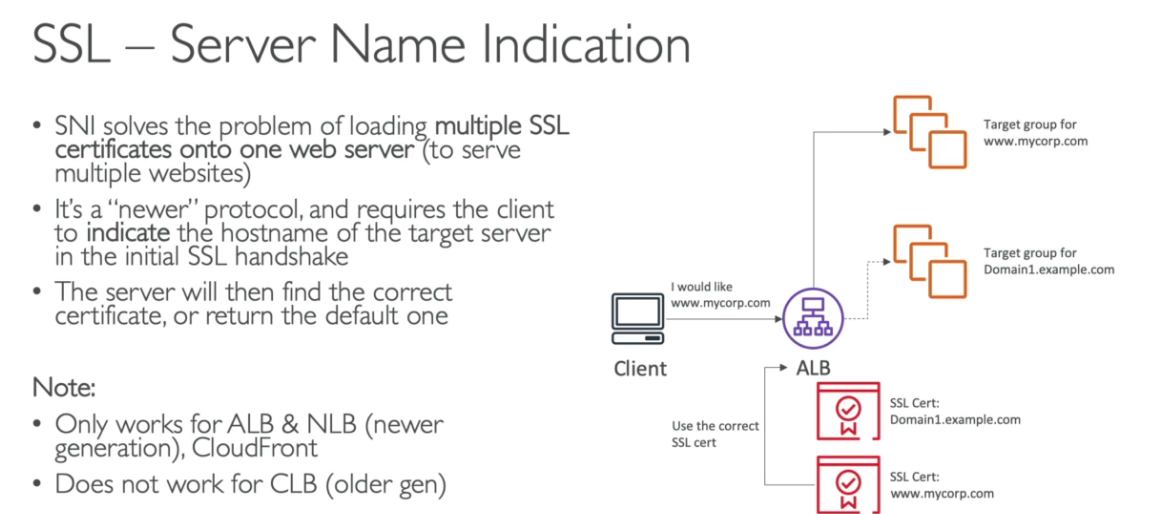 SSL – Server Name Indication
• SNI solves the problem of loading multiple SSL
certificates onto one web server (to serve
multiple websites)
• It's a “newer” protocol, and requires the client
to indicate the hostname of the target server
in the initial SSL handshake
• The server will then find the correct
certificate, or return the default one
Note:
• Only works for ALB & NLB (newer
generation), CloudFront
• Does not work for CLB (older gen)
Target group for
www.mycorp.com
Target group for
Domain1.example.com
I would like
www.mycorp.com
Client
ALB
Use the correct
SSL cert
SSL Cert:
Domain1.example.com
SSL Cert:
www.mycorp.com